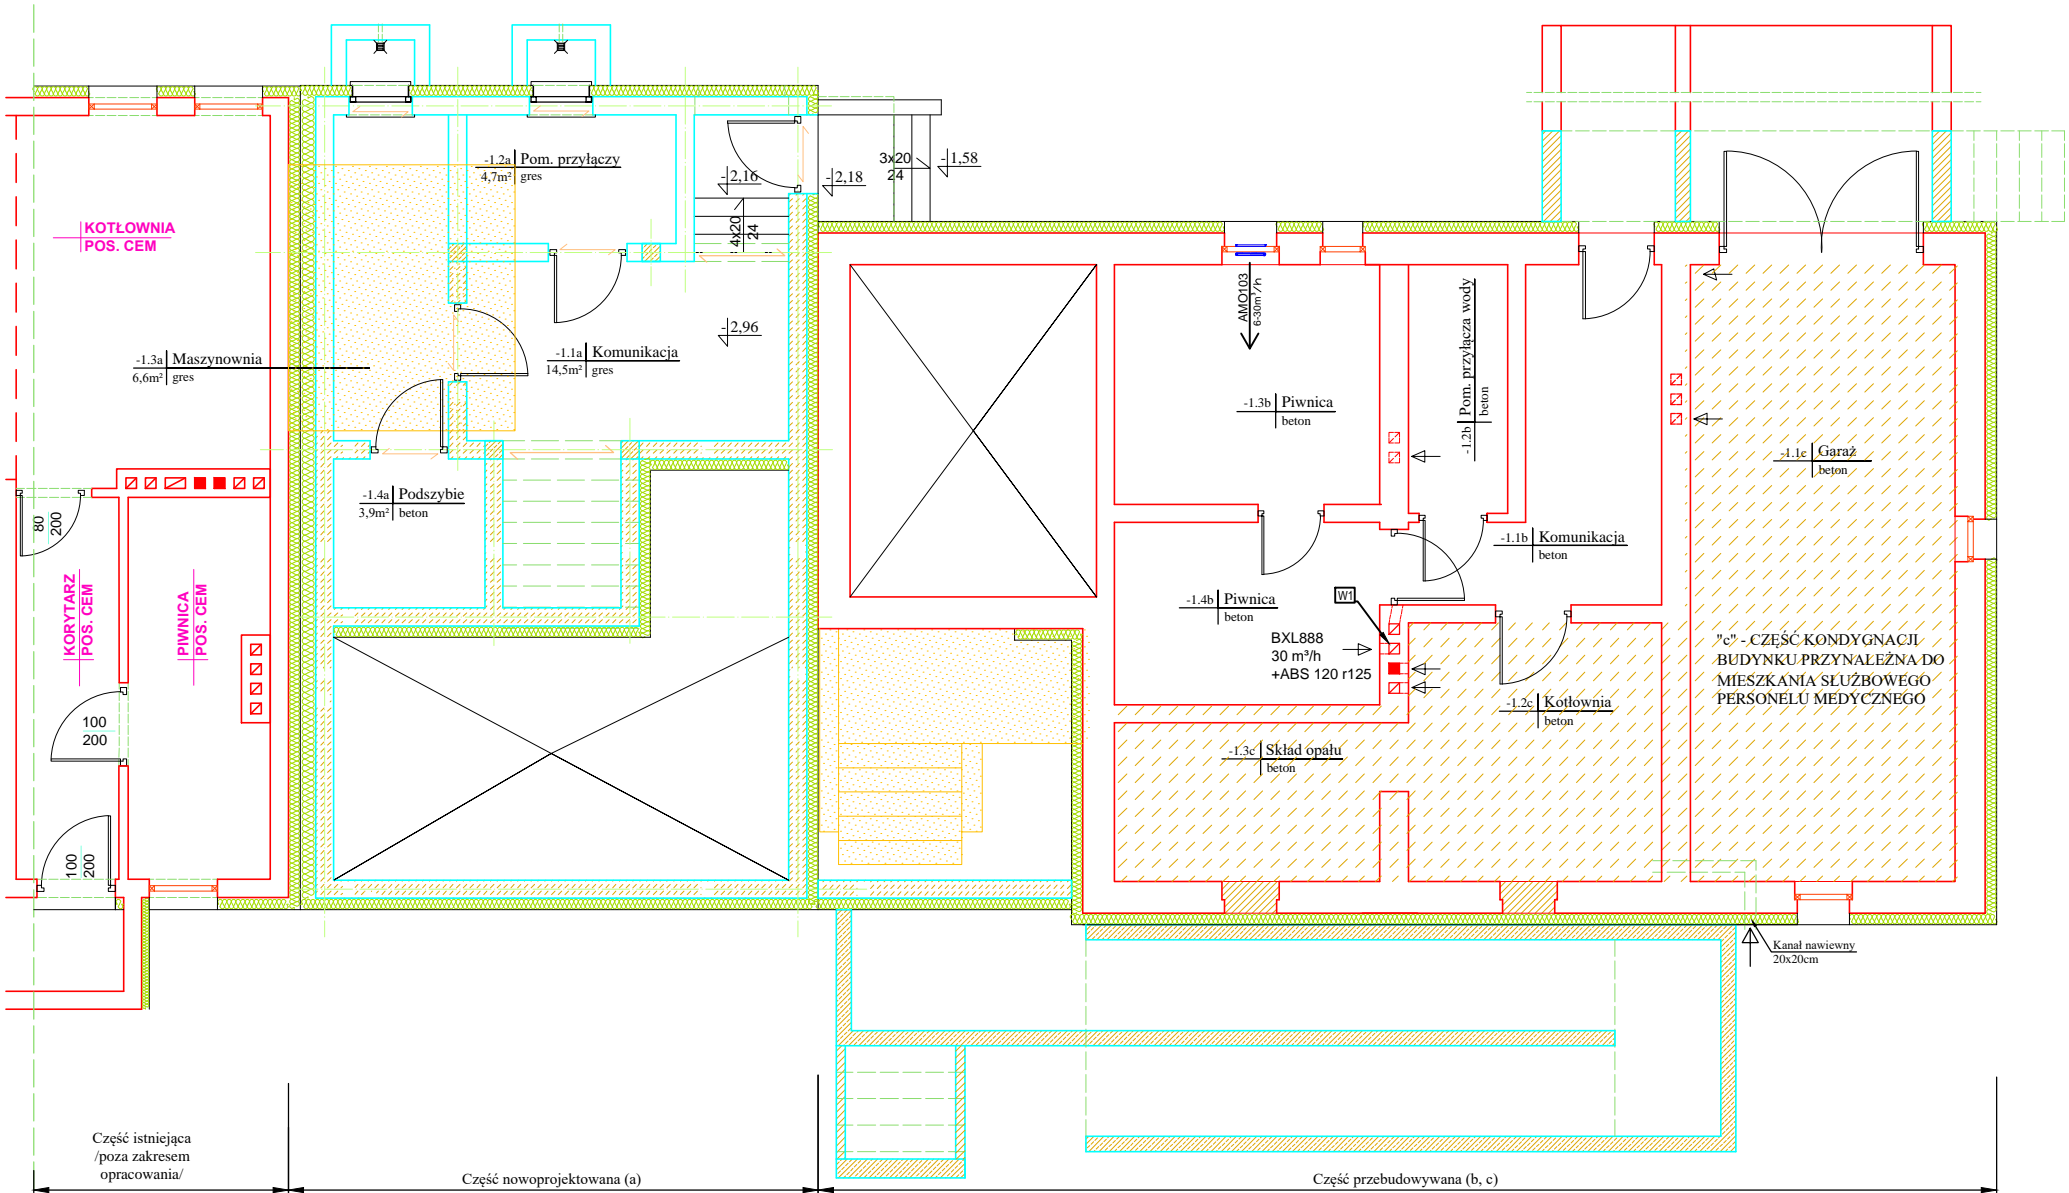 -1.2a Pom. przyłączy
4,7m² gres
-2,16
-2,18
3x20
24
-1,58
4x20
24
KOTŁOWNIA
POS. CEM
-2,96
-1.3a Maszynownia
6,6m² gres
-1.1a Komunikacja
14,5m² gres
AMO103
6-30m³/h
-1.3b Piwnica
beton
-1.2b Pom. przyłącza wody
beton
-1.1c Garaż
beton
-1.4a Podszybie
3,9m² beton
80
200
-1.1b Komunikacja
beton
KORYTARZ
POS. CEM
PIWNICA
POS. CEM
-1.4b Piwnica
beton
W1
BXL888
30 m³/h
+ABS 120 r125
"c" - CZĘŚĆ KONDYGNACJI
BUDYNKU PRZYNALEŻNA DO
MIESZKANIA SŁUŻBOWEGO
PERSONELU MEDYCZNEGO
-1.2c Kotłownia
beton
100
200
-1.3c Skład opału
beton
100
200
Kanał nawiewny
20x20cm
Część istniejąca
/poza zakresem
opracowania/
Część nowoprojektowana (a)
Część przebudowywana (b, c)